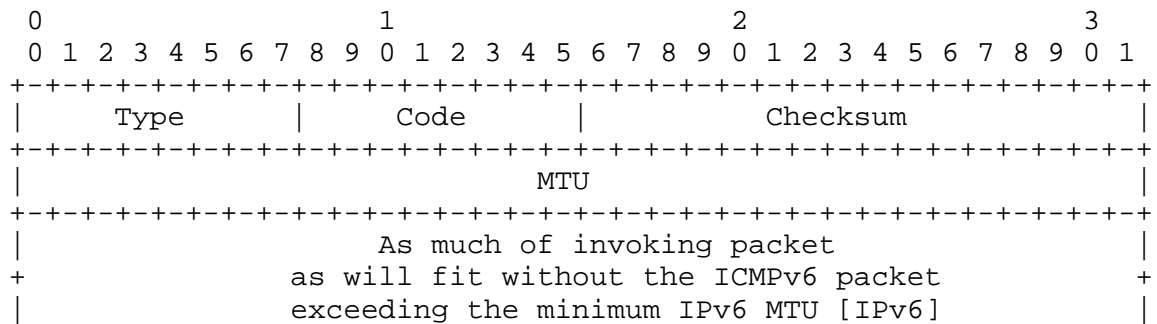 0                   1                   2                   3
 0 1 2 3 4 5 6 7 8 9 0 1 2 3 4 5 6 7 8 9 0 1 2 3 4 5 6 7 8 9 0 1
+-+-+-+-+-+-+-+-+-+-+-+-+-+-+-+-+-+-+-+-+-+-+-+-+-+-+-+-+-+-+-+-+
|     Type      |     Code      |          Checksum             |
+-+-+-+-+-+-+-+-+-+-+-+-+-+-+-+-+-+-+-+-+-+-+-+-+-+-+-+-+-+-+-+-+
|                             MTU                               |
+-+-+-+-+-+-+-+-+-+-+-+-+-+-+-+-+-+-+-+-+-+-+-+-+-+-+-+-+-+-+-+-+
|                    As much of invoking packet                 |
+               as will fit without the ICMPv6 packet           +
|               exceeding the minimum IPv6 MTU [IPv6]           |